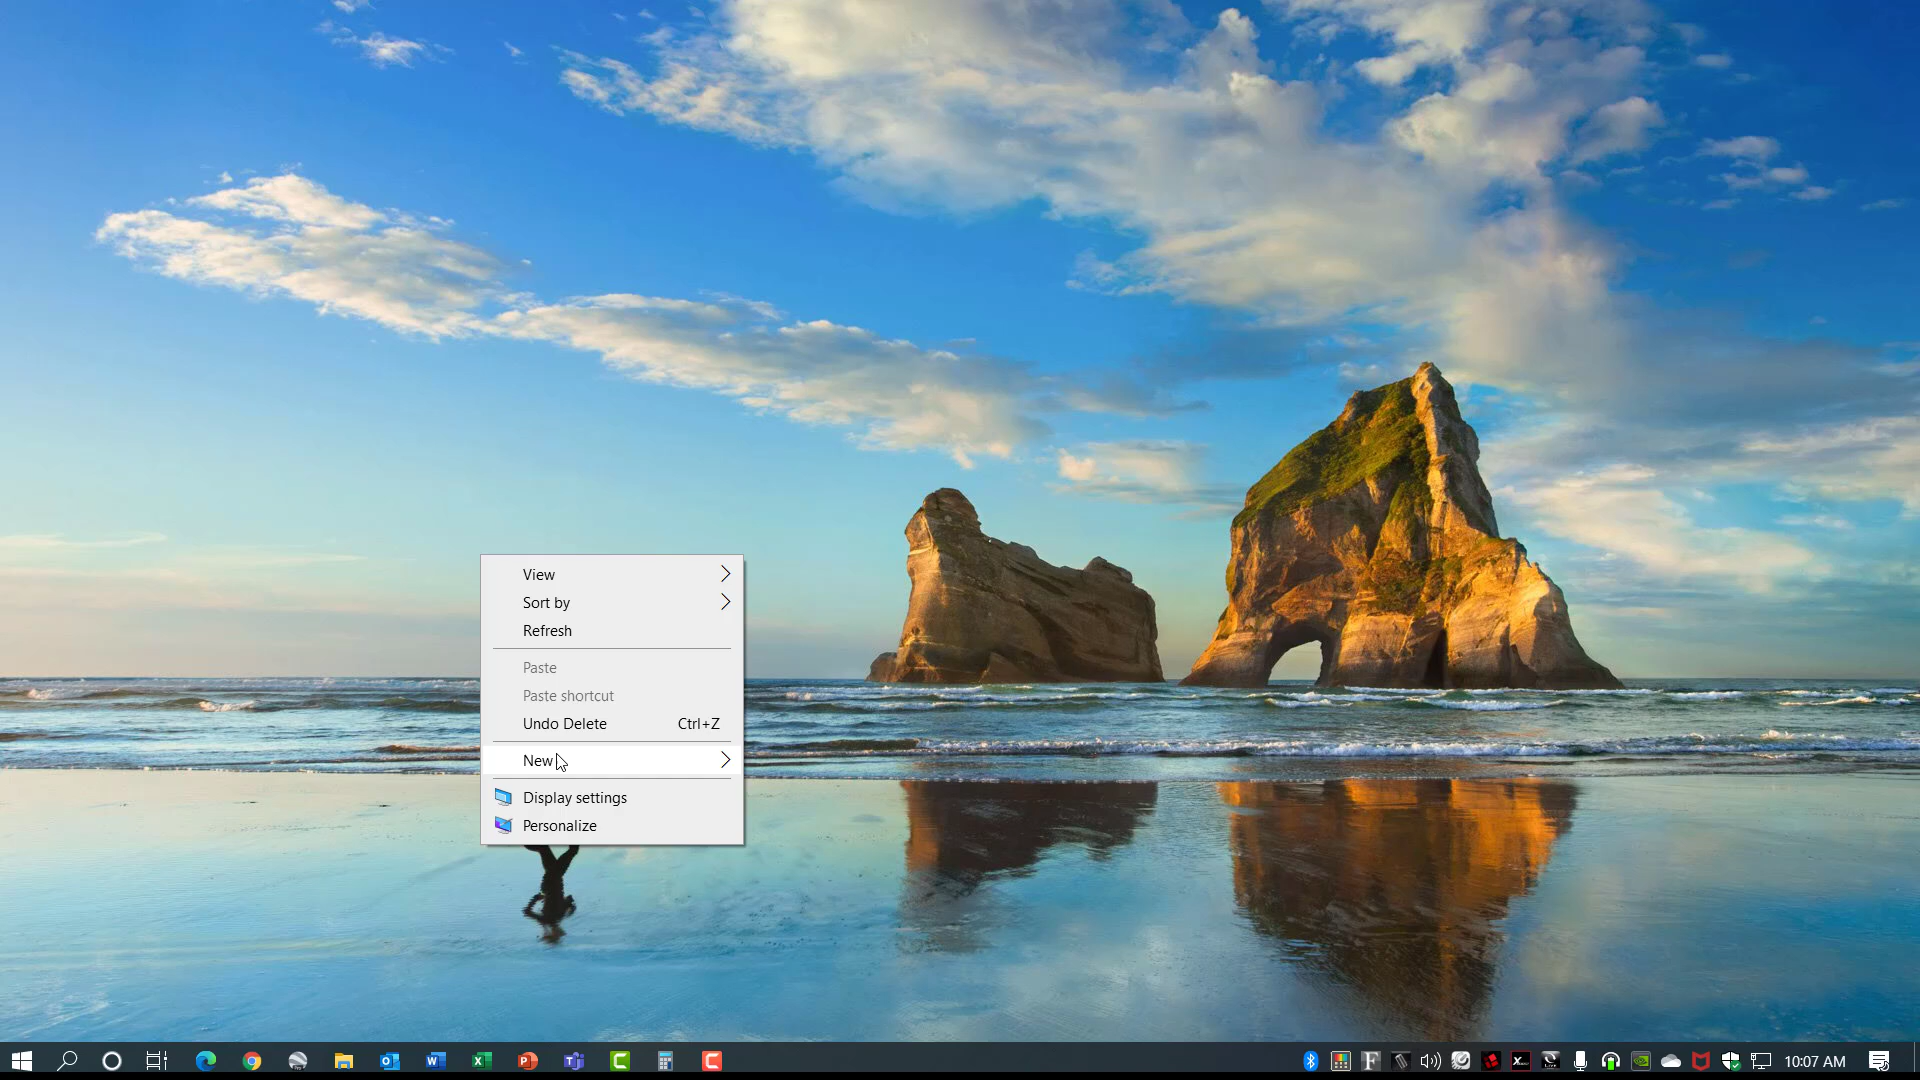 View
Sort by
Refresh
Paste
Paste shortcut
Undo Delete Ctrl+Z
New
Display settings
Personalize
10:07 AM